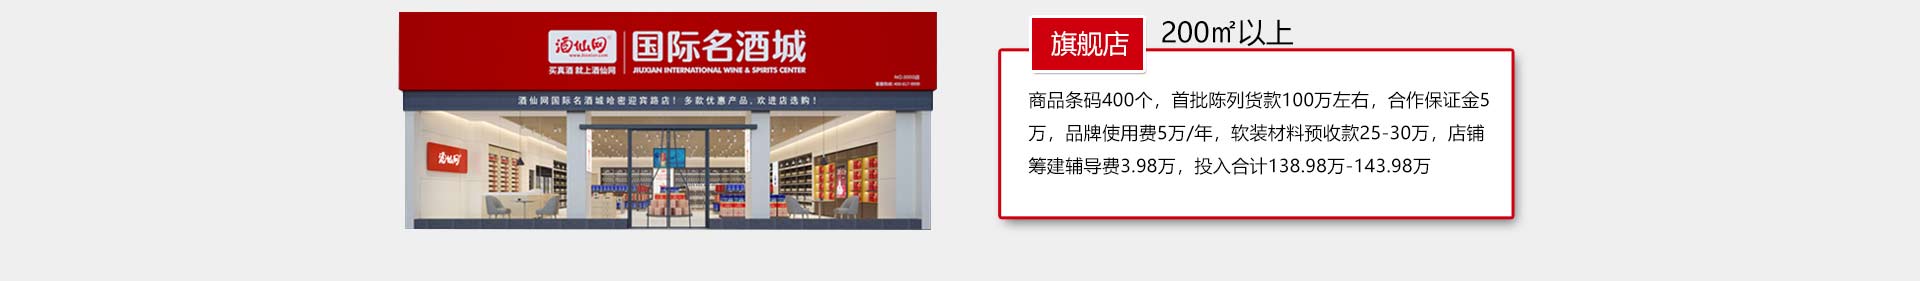 酒仙网
www.jiuxian.com
买真酒 就上酒仙网
国际名酒城
JIUXIAN INTERNATIONAL WINE & SPIRITS CENTER
酒仙网国际名酒城哈密迎宾路店！多款优惠产品，欢进店选购！
酒仙网
旗舰店
200㎡以上
商品条码400个，首批陈列货款100万左右，合作保证金5
万，品牌使用费5万/年，软装材料预收款25-30万，店铺
筹建辅导费3.98万，投入合计138.98万-143.98万